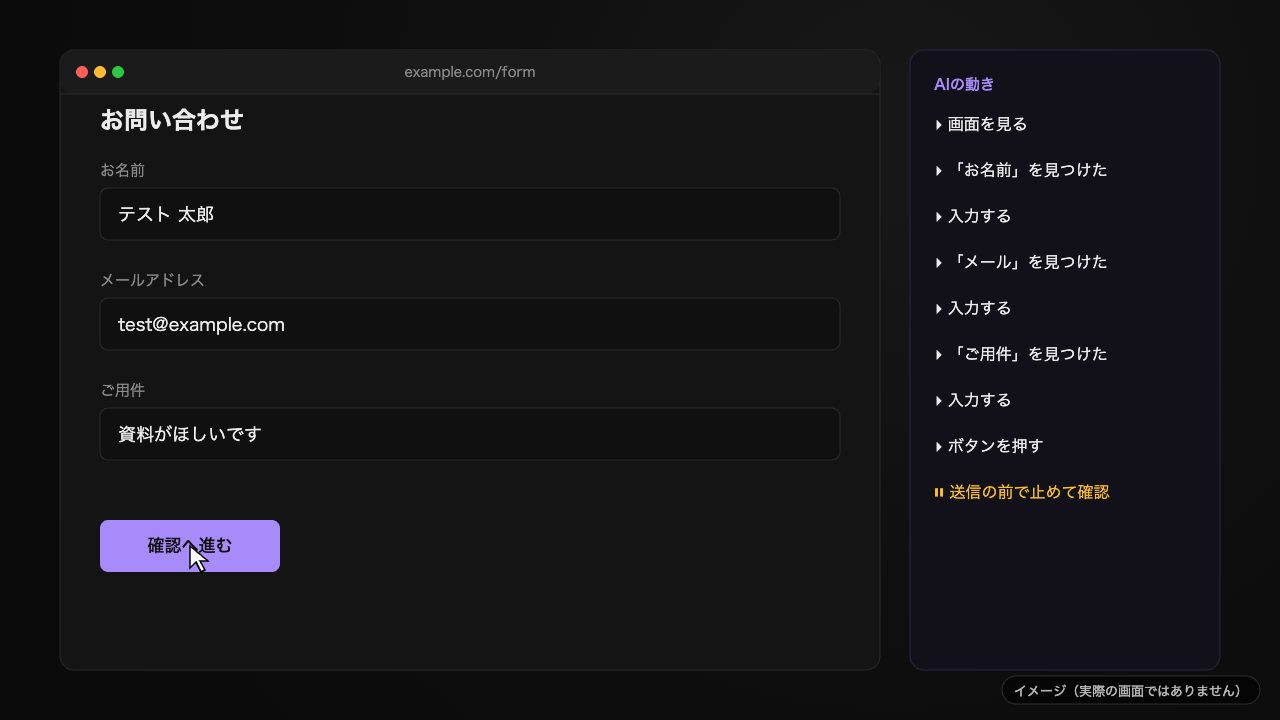 example.com/form
お問い合わせ
お名前
テスト 太郎
メールアドレス
test@example.com
ご用件
資料がほしいです
確認へ進む
AIの動き
画面を見る
「お名前」を見つけた
入力する
「メール」を見つけた
入力する
「ご用件」を見つけた
入力する
ボタンを押す
送信の前で止めて確認
イメージ（実際の画面ではありません）